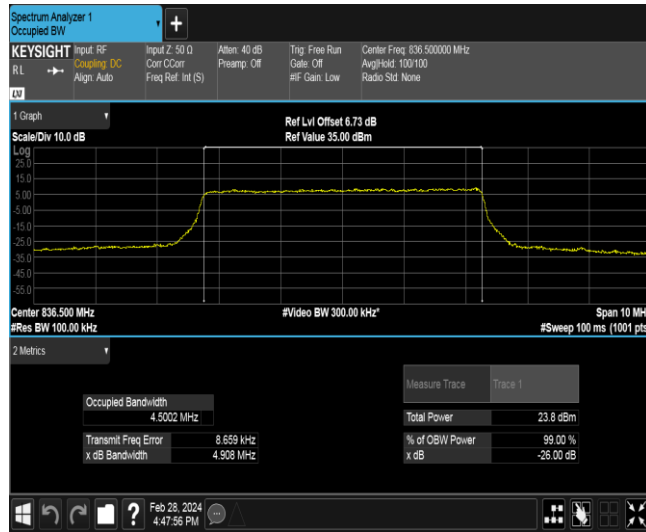 Spectrum Analyzer 1
Occupied BW
+
KEYSIGHT
RL
LXI
Input: RF
Coupling: DC
Align: Auto
Input Z: 50 Ω
Corr CCorr
Freq Ref: Int (S)
Atten: 40 dB
Preamp: Off
Trig: Free Run
Gate: Off
#IF Gain: Low
Center Freq: 836.500000 MHz
Avg|Hold: 100/100
Radio Std: None
1 Graph
Scale/Div 10.0 dB
Ref Lvl Offset 6.73 dB
Ref Value 35.00 dBm
Log
25.0
15.0
5.00
-5.00
-15.0
-25.0
-35.0
-45.0
-55.0
Center 836.500 MHz
#Res BW 100.00 kHz
#Video BW 300.00 kHz*
Span 10 MH
#Sweep 100 ms (1001 pts
2 Metrics
Measure Trace Trace 1
Occupied Bandwidth
4.5002 MHz
Total Power 23.8 dBm
Transmit Freq Error 8.659 kHz
% of OBW Power 99.00 %
x dB Bandwidth 4.908 MHz
x dB -26.00 dB
?
Feb 28, 2024
4:47:56 PM